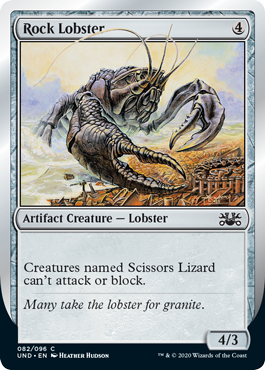 Rock Lobster 4
Artifact Creature — Lobster
Creatures named Scissors Lizard
can't attack or block.
Many take the lobster for granite.
4/3
082/096 C
UND • EN Heather Hudson
™ & © 2020 Wizards of the Coast